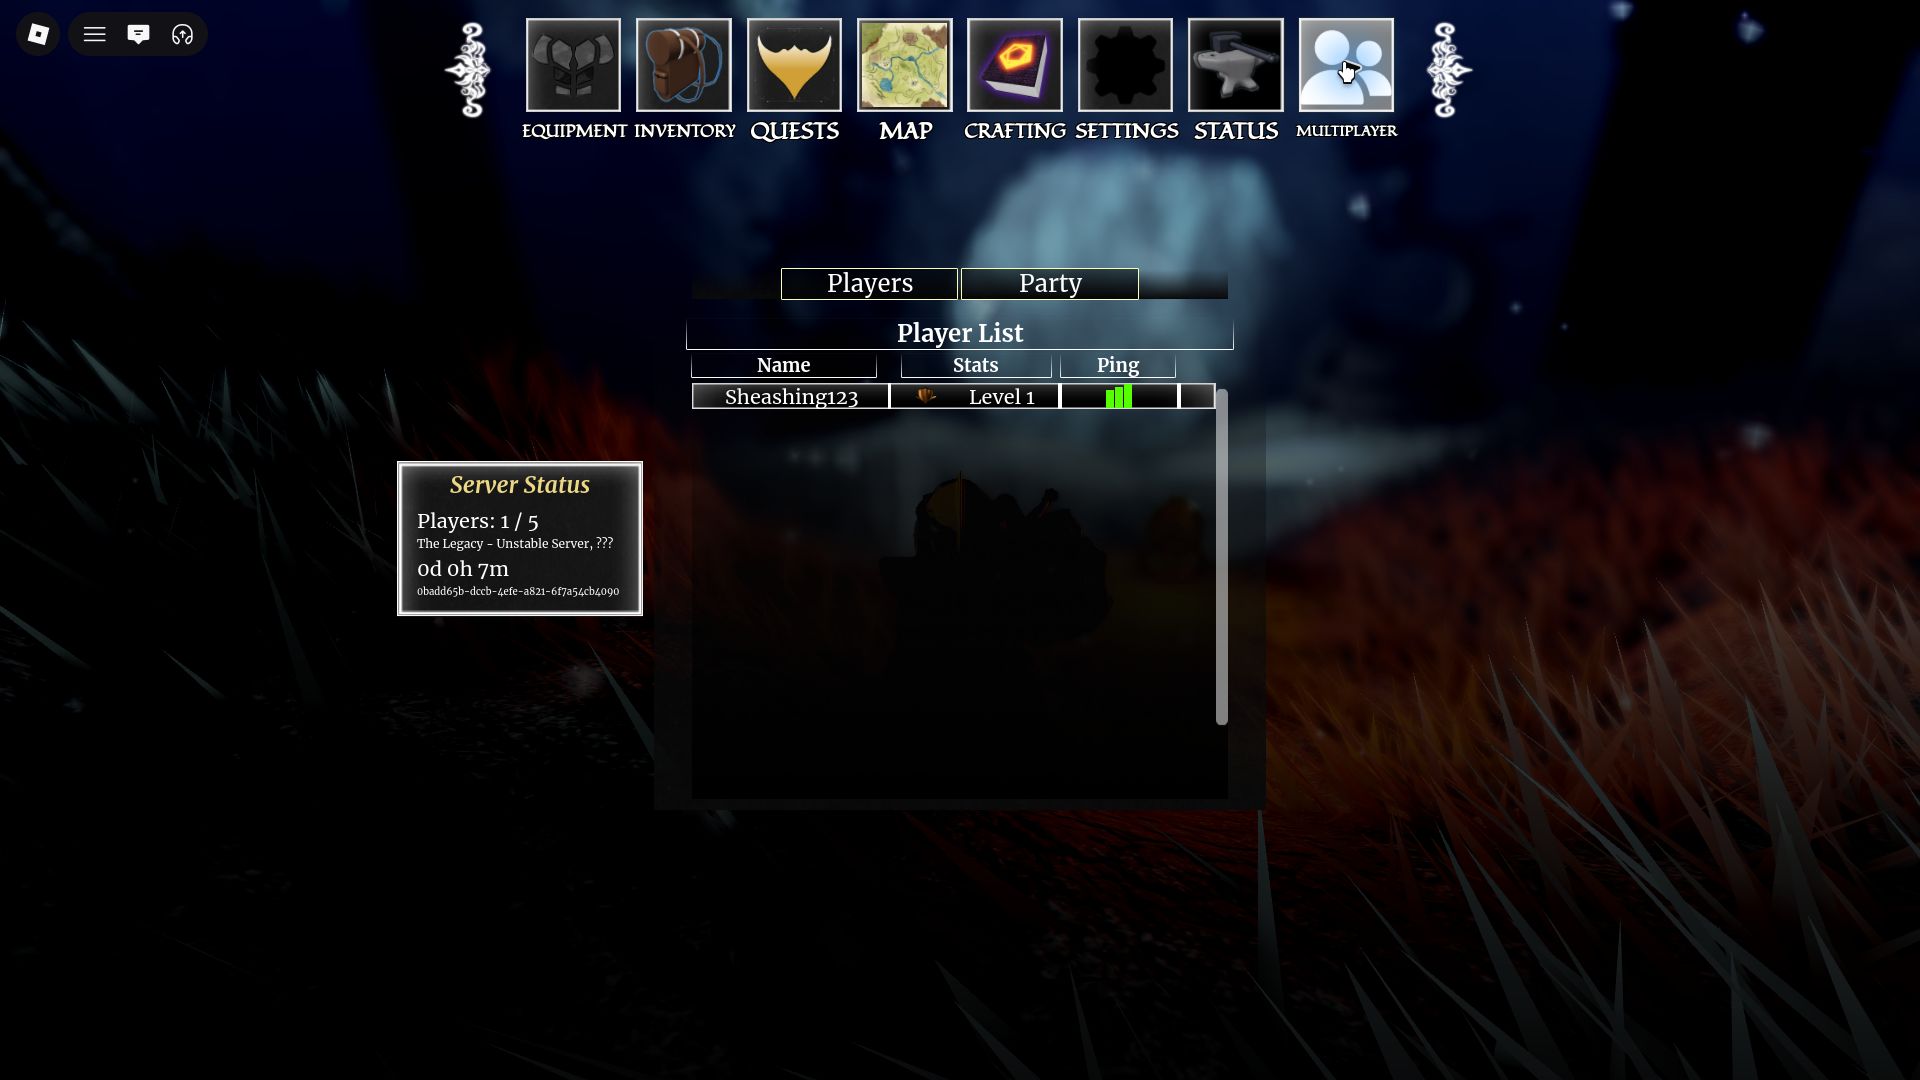 EQUIPMENT
INVENTORY
QUESTS
MAP
CRAFTING
SETTINGS
STATUS
MULTIPLAYER
Players
Party
Player List
Name
Stats
Ping
Sheashing123
Level 1
Server Status
Players: 1 / 5
The Legacy - Unstable Server, ???
0d 0h 7m
0badd65b-dccb-4efe-a821-6f7a54cb4090